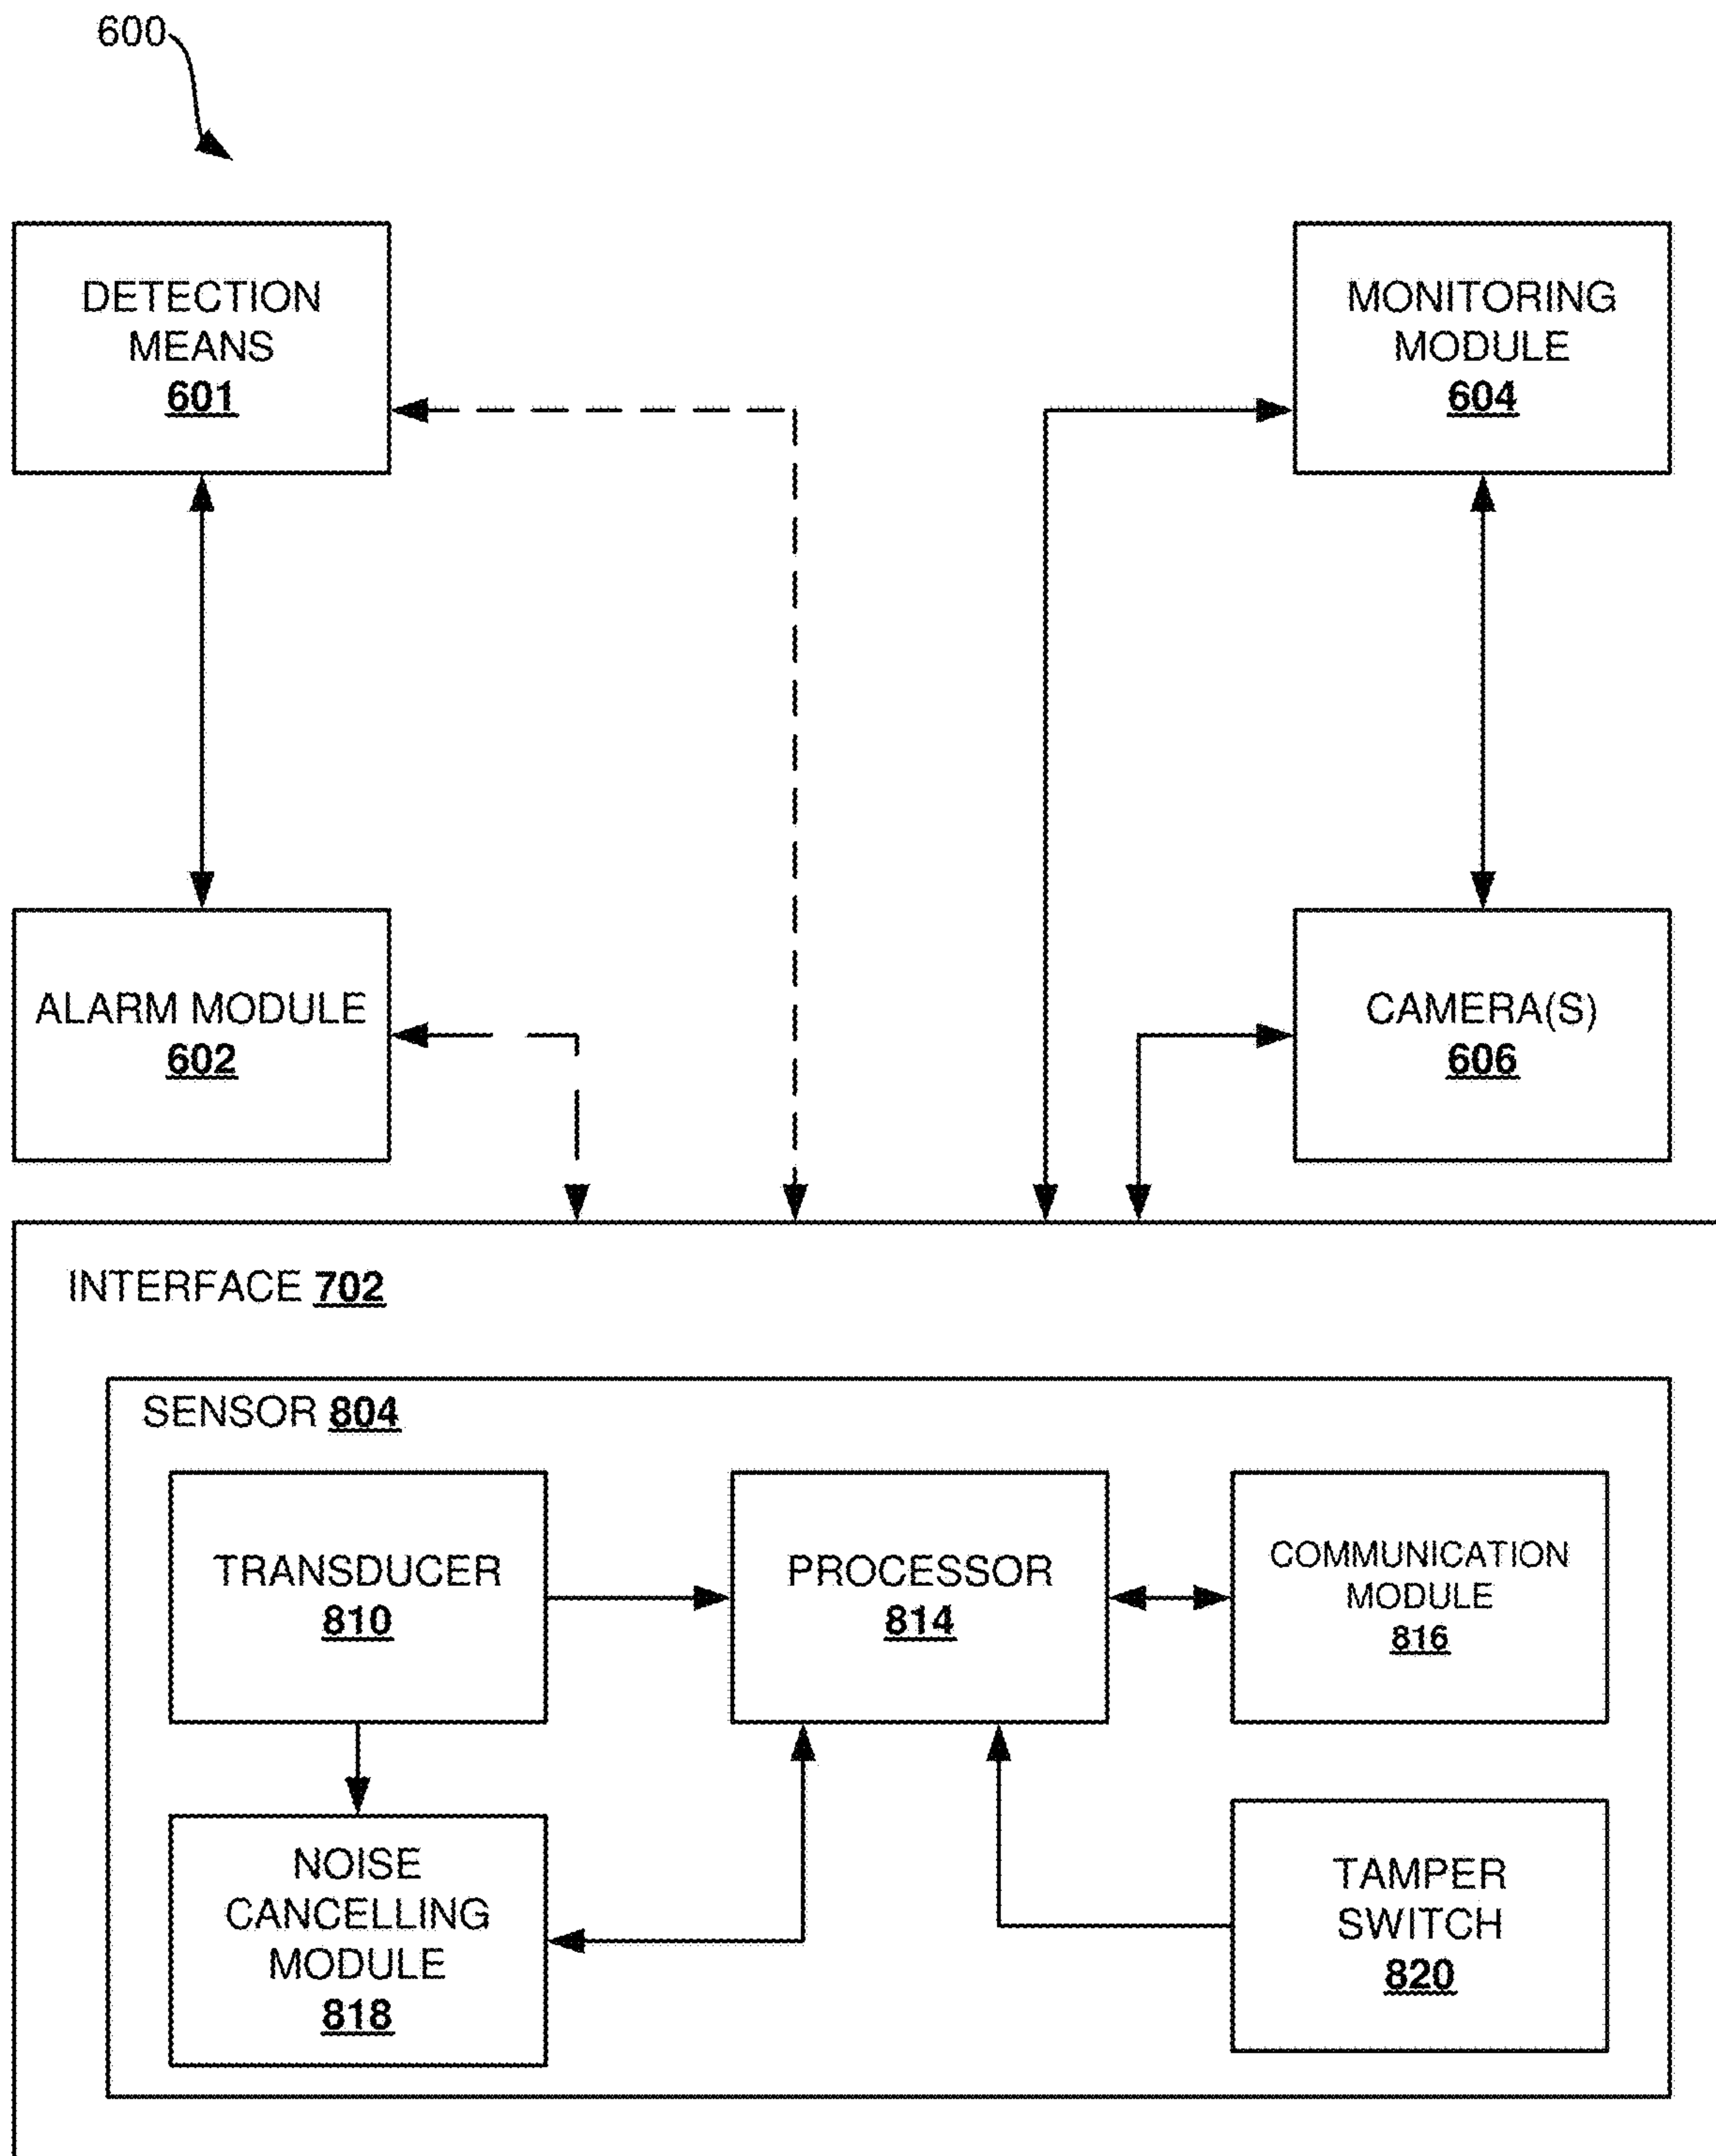 600
DETECTION
MEANS
601
MONITORING
MODULE
604
ALARM MODULE
602
CAMERA(S)
606
INTERFACE 702
SENSOR 804
TRANSDUCER
810
PROCESSOR
814
COMMUNICATION
MODULE
816
NOISE
CANCELLING
MODULE
818
TAMPER
SWITCH
820